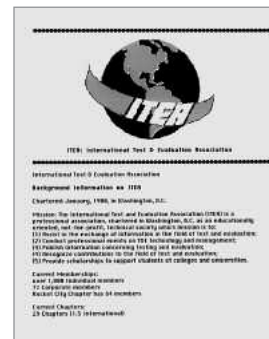 ITEA
ITEA: International Test & Evaluation Association
International Test & Evaluation Association
Background Information on ITEA
Chartered January, 1980, in Washington, D.C.
Mission: The International Test and Evaluation Association (ITEA) is a
professional association, chartered in Washington, D.C. as an educationally
oriented, not-for-profit, technical society which mission is to:
(1) Assist in the exchange of information in the field of test and evaluation;
(2) Conduct professional events on T&E technology and management;
(3) Publish information concerning testing and evaluation;
(4) Recognize contributions to the field of test and evaluation;
(5) Provide scholarships to support students of colleges and universities.
Current Memberships:
over 1,000 individual members
Corporate members
Rocket City Chapter has 64 members
Current Chapters:
23 Chapters (1.5 international)